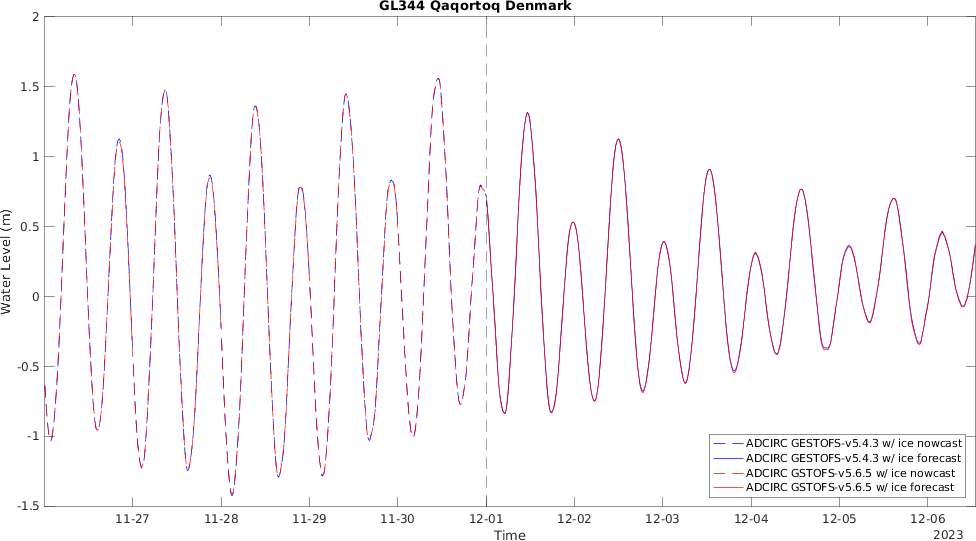 GL344 Qaqortoq Denmark
Water Level (m)
2
1.5
1
0.5
0
-0.5
-1
-1.5
ADCIRC GESTOFS-v5.4.3 w/ ice nowcast
ADCIRC GESTOFS-v5.4.3 w/ ice forecast
ADCIRC GSTOFS-v5.6.5 w/ ice nowcast
ADCIRC GSTOFS-v5.6.5 w/ ice forecast
11-27 11-28 11-29 11-30 12-01 12-02 12-03 12-04 12-05 12-06
Time
2023